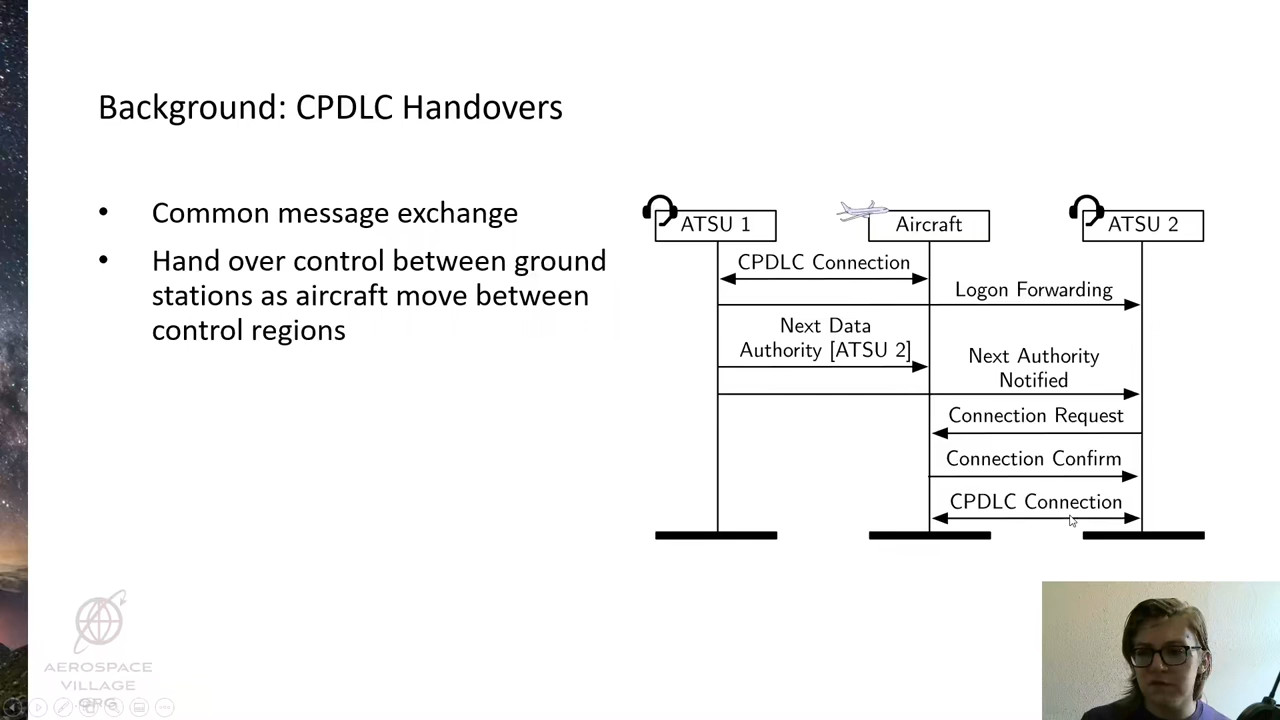 Background: CPDLC Handovers
• Common message exchange
• Hand over control between ground
stations as aircraft move between
control regions
ATSU 1
Aircraft
ATSU 2
CPDLC Connection
Logon Forwarding
Next Data
Authority [ATSU 2]
Next Authority
Notified
Connection Request
Connection Confirm
CPDLC Connection
AEROSPACE
VILLAGE
.ORG